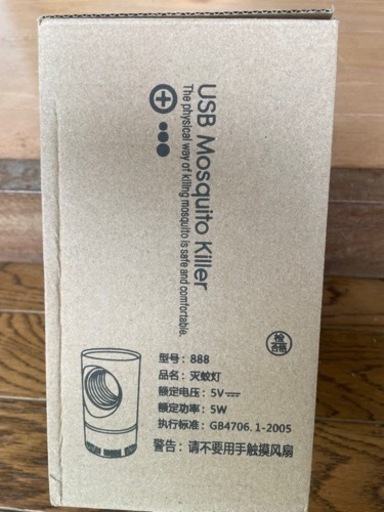 USB Mosquito Killer
The physical way of killing mosquito is safe and comfortable.
检
合格
型号: 888
品名: 灭蚊灯
额定电压: 5V⎓
额定功率: 5W
执行标准: GB4706.1-2005
警告: 请不要用手触摸风扇